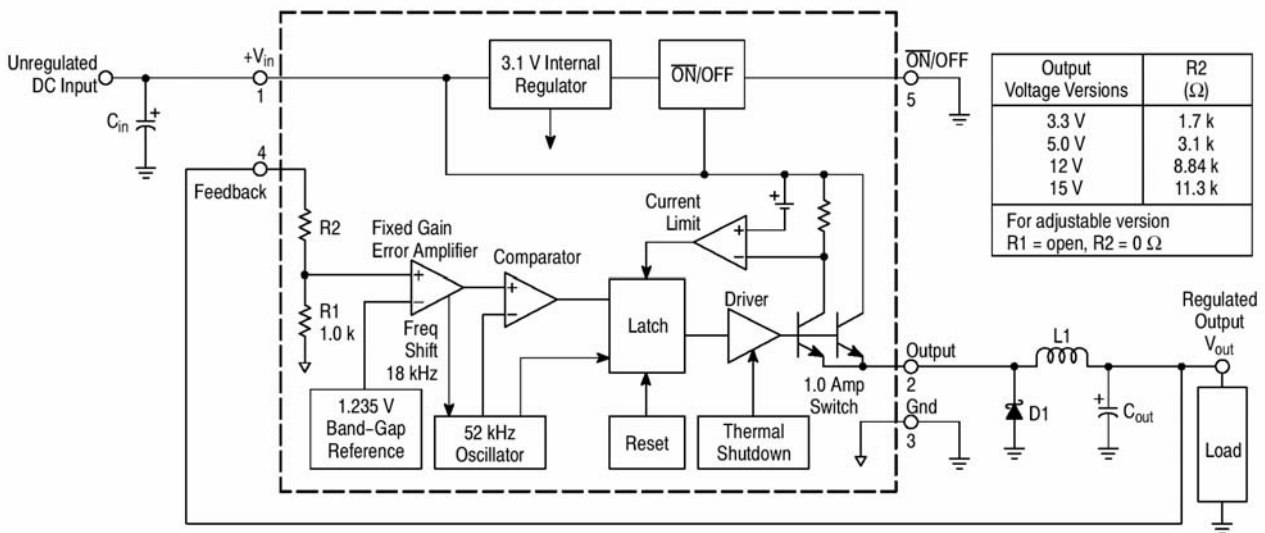 Unregulated
DC Input
+Vin
1
Cin
4
Feedback
3.1 V Internal
Regulator
ON/OFF
ON/OFF
5
Output
Voltage Versions
R2
(Ω)
3.3 V
1.7 k
5.0 V
3.1 k
12 V
8.84 k
15 V
11.3 k
For adjustable version
R1 = open, R2 = 0 Ω
R2
R1
1.0 k
Fixed Gain
Error Amplifier
+
−
Freq
Shift
18 kHz
Comparator
+
−
Current
Limit
+
−
Latch
Driver
1.0 Amp
Switch
1.235 V
Band−Gap
Reference
52 kHz
Oscillator
Reset
Thermal
Shutdown
Output
2
Gnd
3
L1
D1
+
Cout
Regulated
Output
Vout
Load